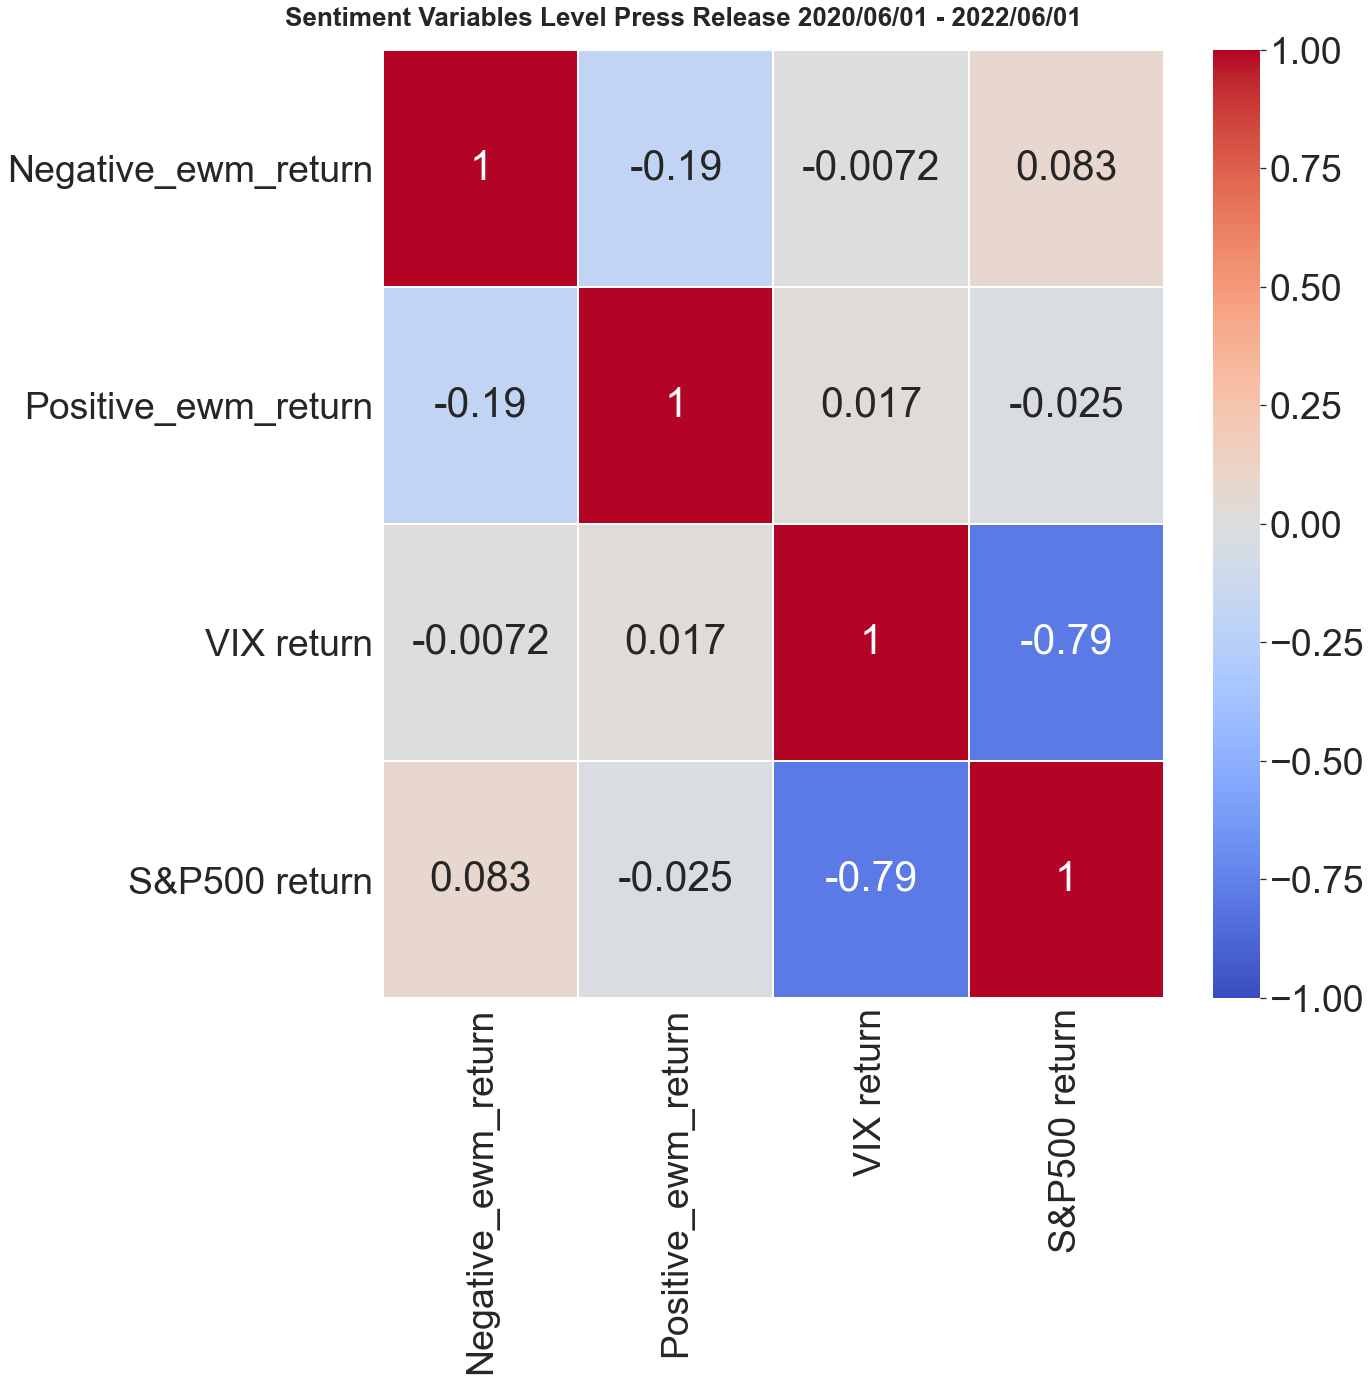 Sentiment Variables Level Press Release 2020/06/01 - 2022/06/01
Negative_ewm_return 1 -0.19 -0.0072 0.083
Positive_ewm_return -0.19 1 0.017 -0.025
VIX return -0.0072 0.017 1 -0.79
S&P500 return 0.083 -0.025 -0.79 1
Negative_ewm_return
Positive_ewm_return
VIX return
S&P500 return
1.00
0.75
0.50
0.25
0.00
−0.25
−0.50
−0.75
−1.00